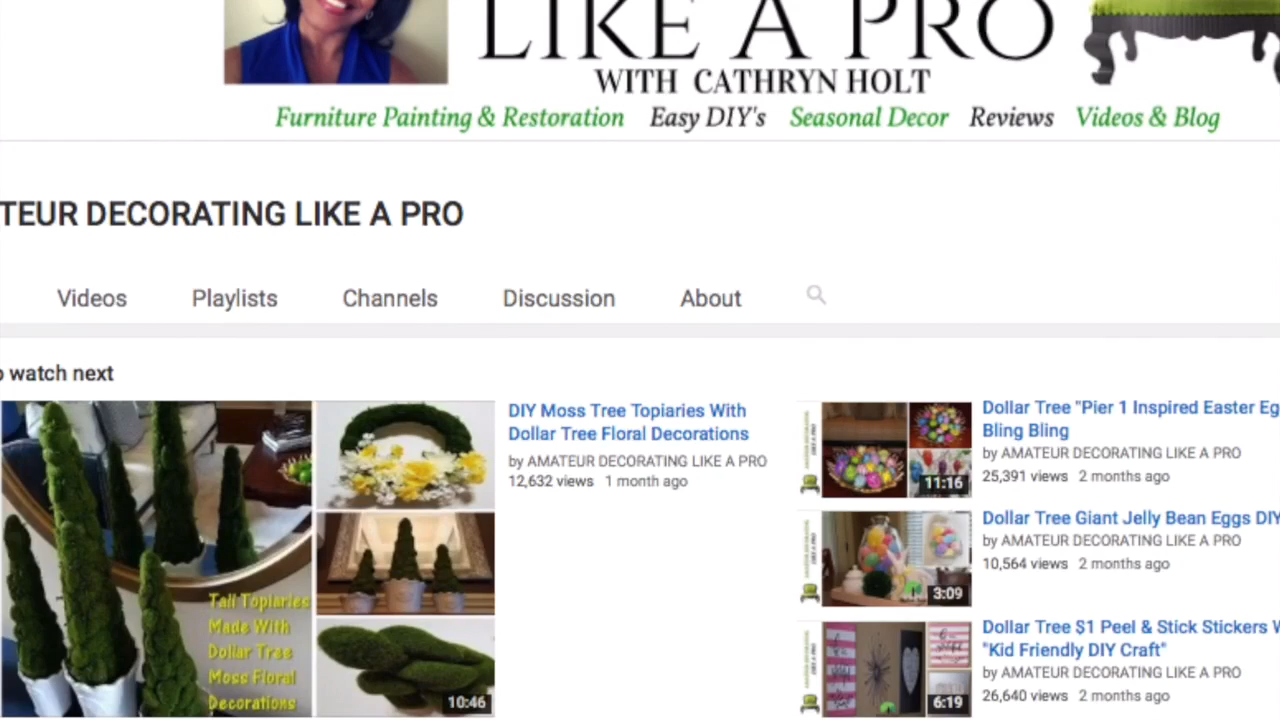 LIKE A PRO
WITH CATHRYN HOLT
Furniture Painting & Restoration Easy DIY's Seasonal Decor Reviews Videos & Blog
TEUR DECORATING LIKE A PRO
Videos Playlists Channels Discussion About
o watch next
DIY Moss Tree Topiaries With
Dollar Tree Floral Decorations
by AMATEUR DECORATING LIKE A PRO
12,632 views 1 month ago
Tall Topiaries
Made With
Dollar Tree
Moss Floral
Decorations
10:46
Dollar Tree "Pier 1 Inspired Easter Eg
Bling Bling
by AMATEUR DECORATING LIKE A PRO
25,391 views 2 months ago
11:16
Dollar Tree Giant Jelly Bean Eggs DIY
by AMATEUR DECORATING LIKE A PRO
10,564 views 2 months ago
3:09
Dollar Tree $1 Peel & Stick Stickers W
"Kid Friendly DIY Craft"
by AMATEUR DECORATING LIKE A PRO
26,640 views 2 months ago
6:19